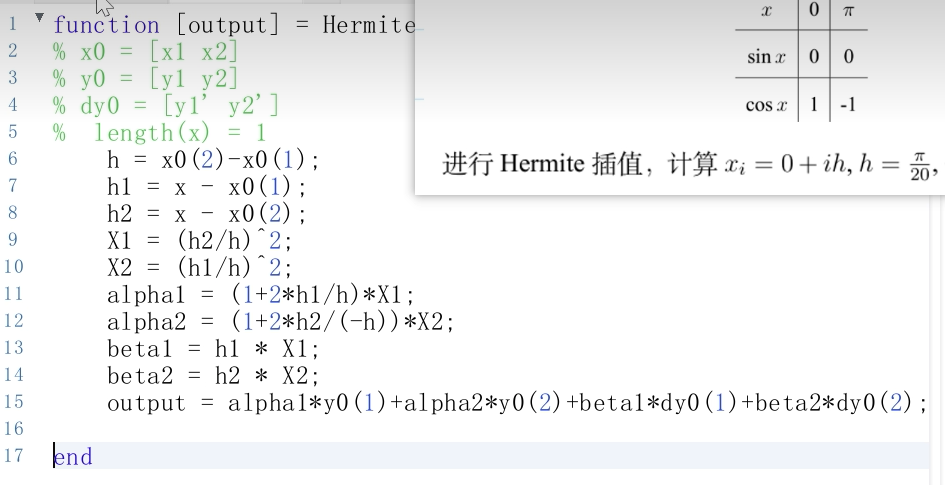 1 function [output] = Hermite
2 % x0 = [x1 x2]
3 % y0 = [y1 y2]
4 % dy0 = [y1' y2']
5 %  length(x) = 1
6 h = x0(2)-x0(1);
7 h1 = x - x0(1);
8 h2 = x - x0(2);
9 X1 = (h2/h)^2;
10 X2 = (h1/h)^2;
11 alpha1 = (1+2*h1/h)*X1;
12 alpha2 = (1+2*h2/(-h))*X2;
13 beta1 = h1 * X1;
14 beta2 = h2 * X2;
15 output = alpha1*y0(1)+alpha2*y0(2)+beta1*dy0(1)+beta2*dy0(2);
16
17 end
x 0 π
sin x 0 0
cos x 1 -1
进行 Hermite 插值，计算 xᵢ = 0 + ih, h = π/20,